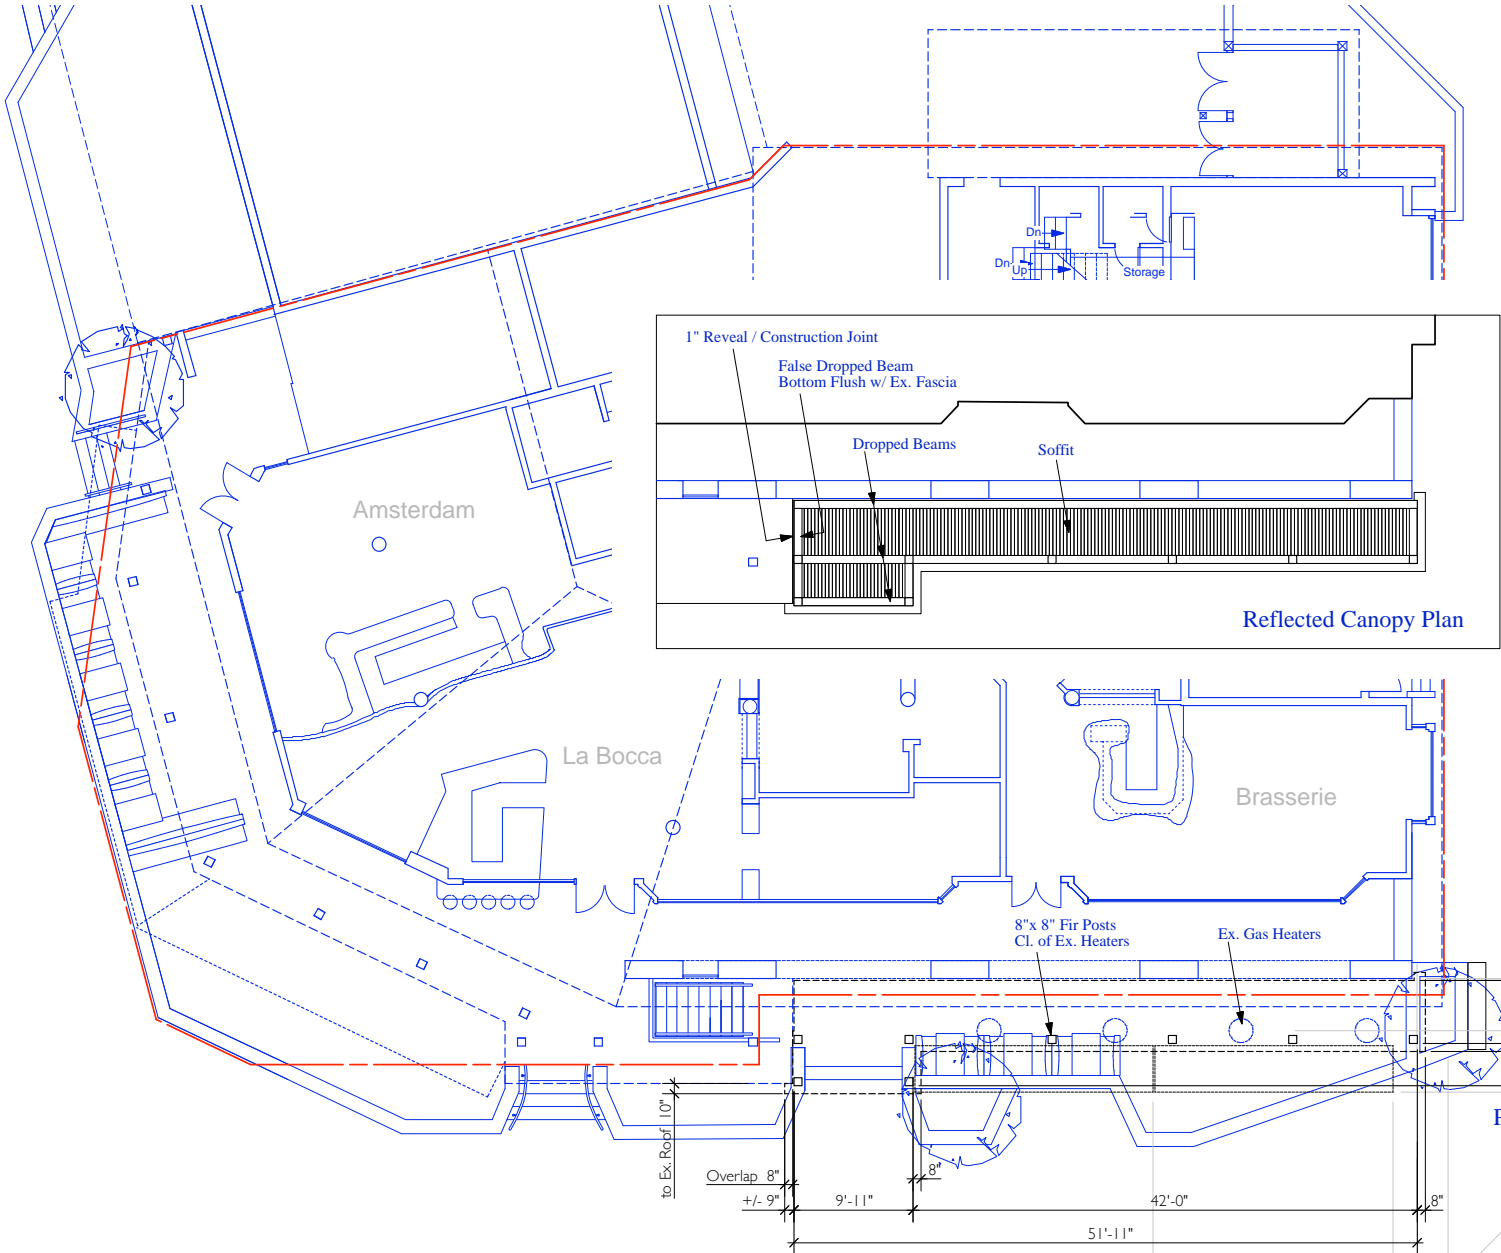 Dn
Dn
Up
Storage
1" Reveal / Construction Joint
False Dropped Beam
Bottom Flush w/ Ex. Fascia
Dropped Beams
Soffit
Reflected Canopy Plan
Amsterdam
La Bocca
Brasserie
8"x 8" Fir Posts
Cl. of Ex. Heaters
Ex. Gas Heaters
to Ex. Roof 10"
Overlap 8"
8"
+/- 9"
9'-11"
42'-0"
8"
51'-11"